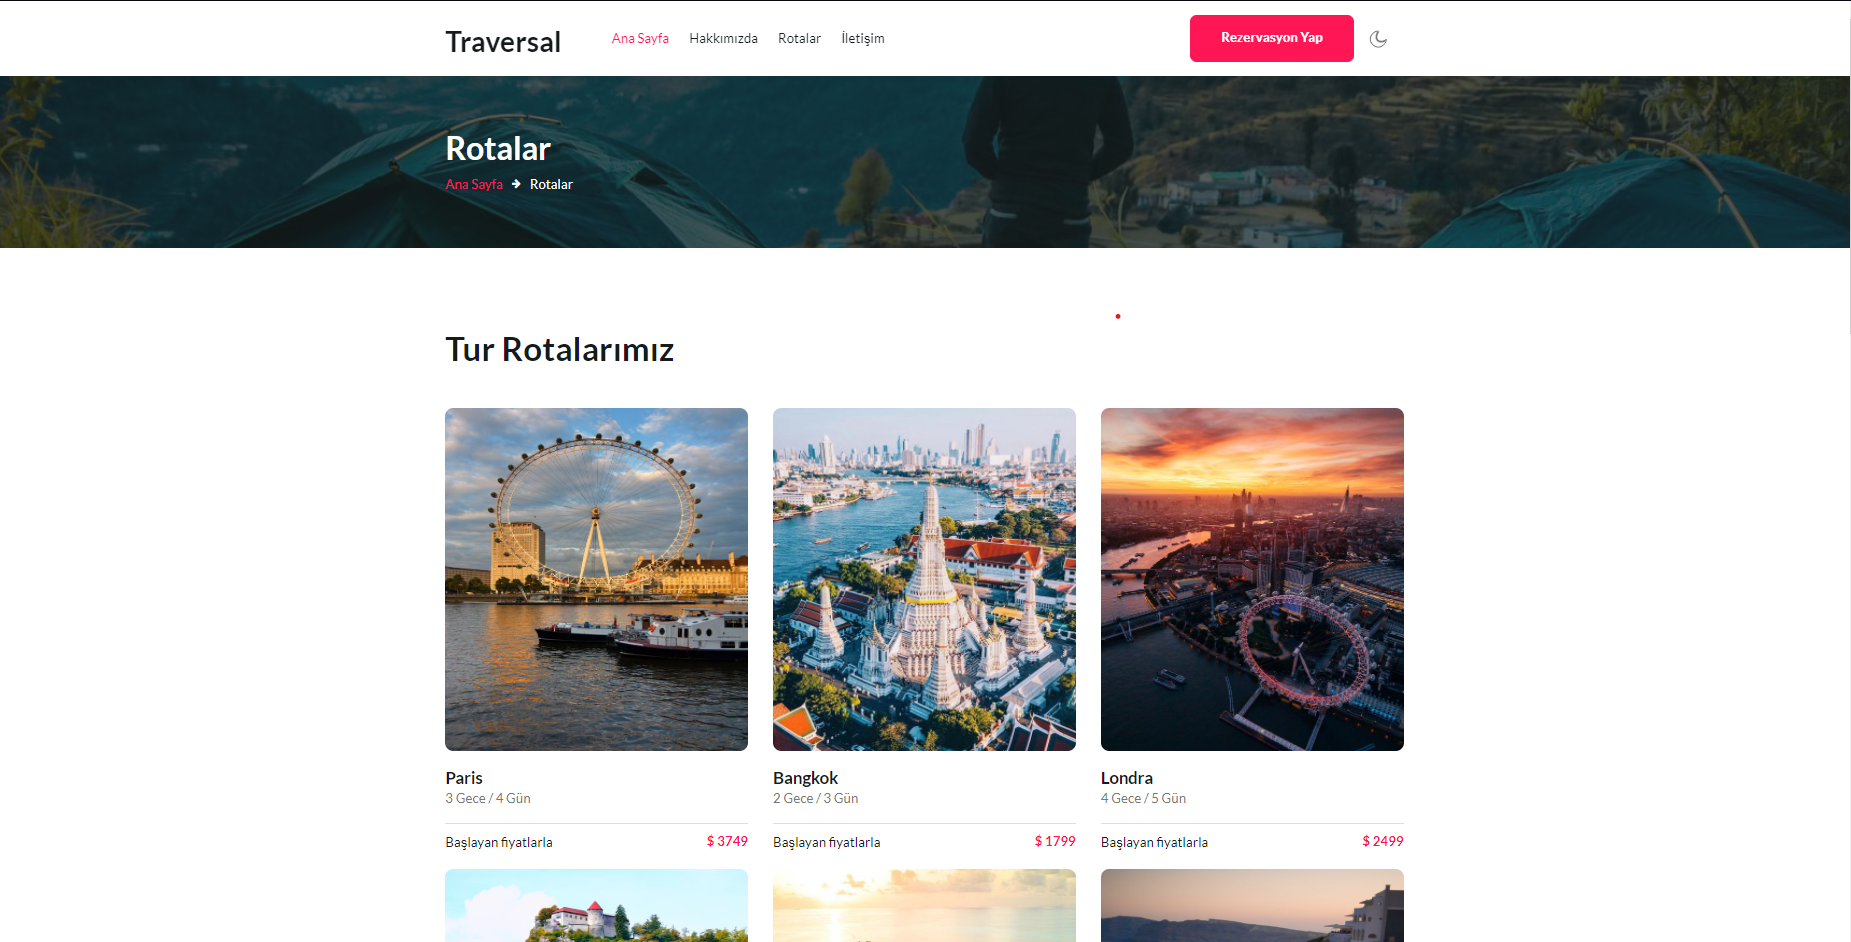 Traversal
Ana Sayfa Hakkımızda Rotalar İletişim
Rezervasyon Yap
Rotalar
Ana Sayfa → Rotalar
Tur Rotalarımız
Paris
3 Gece / 4 Gün
Başlayan fiyatlarla $ 3749
Bangkok
2 Gece / 3 Gün
Başlayan fiyatlarla $ 1799
Londra
4 Gece / 5 Gün
Başlayan fiyatlarla $ 2499